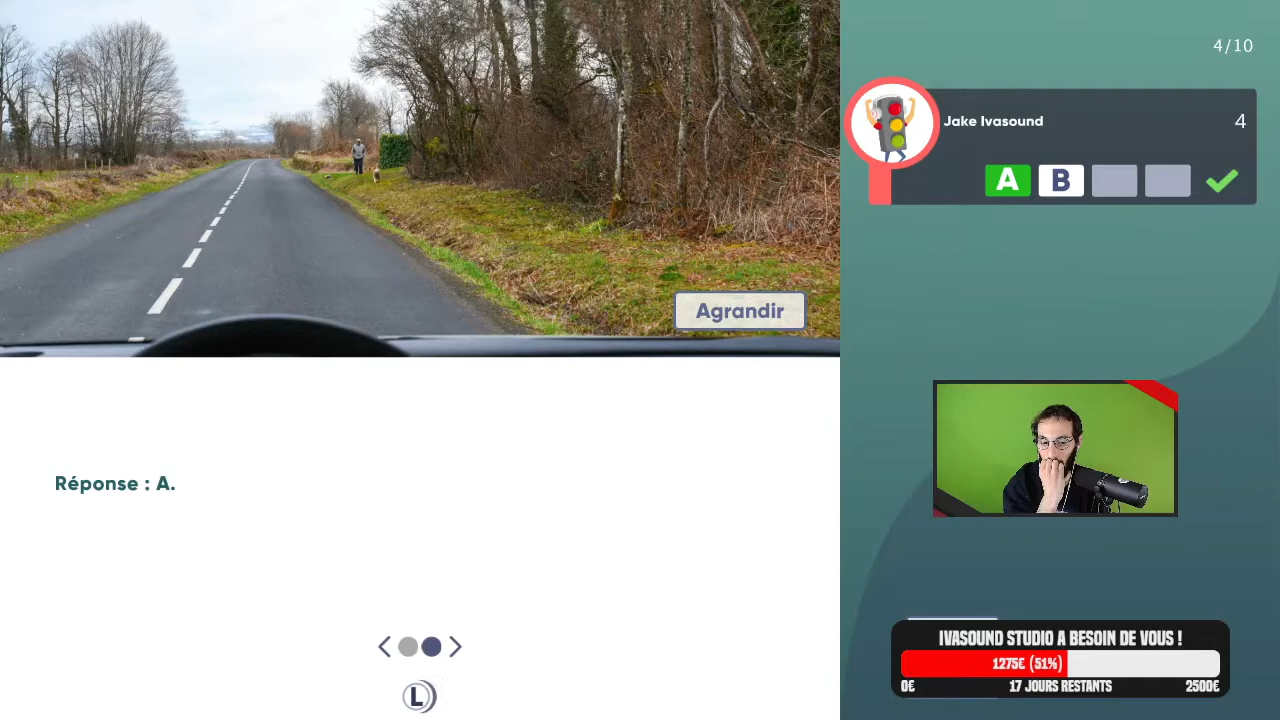 4/10
Jake Ivasound
4
A
B
Agrandir
Réponse : A.
L
IVASOUND STUDIO A BESOIN DE VOUS !
1275€ (51%)
0€
17 JOURS RESTANTS
2500€